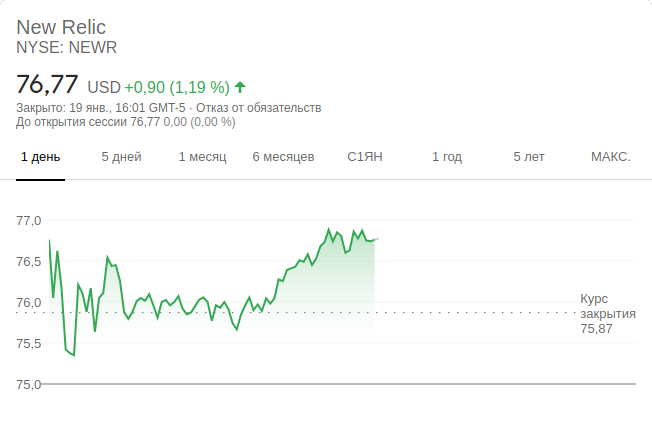 New Relic
NYSE: NEWR
76,77 USD +0,90 (1,19 %)
Закрыто: 19 янв., 16:01 GMT-5 · Отказ от обязательств
До открытия сессии 76,77 0,00 (0,00 %)
1 день 5 дней 1 месяц 6 месяцев С1ЯН 1 год 5 лет МАКС.
77,0
76,5
76,0
Курс
закрытия
75,87
75,5
75,0